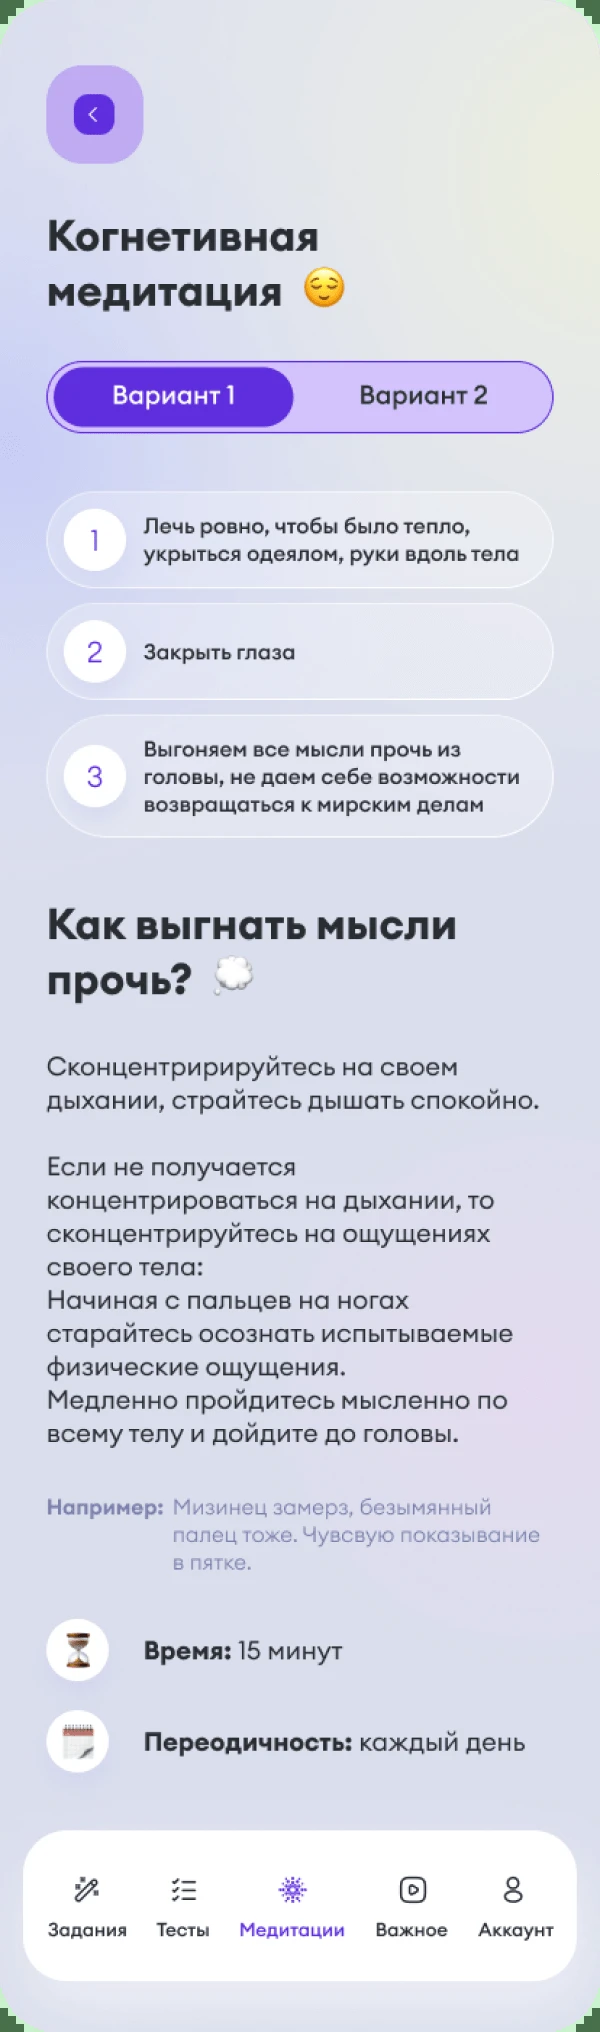 Когнетивная
медитация 😌
Вариант 1 Вариант 2
1
Лечь ровно, чтобы было тепло,
укрыться одеялом, руки вдоль тела
2
Закрыть глаза
3
Выгоняем все мысли прочь из
головы, не даем себе возможности
возвращаться к мирским делам
Как выгнать мысли
прочь? 💭
Сконцентририруйтесь на своем
дыхании, страйтесь дышать спокойно.
Если не получается
концентрироваться на дыхании, то
сконцентрируйтесь на ощущениях
своего тела:
Начиная с пальцев на ногах
старайтесь осознать испытываемые
физические ощущения.
Медленно пройдитесь мысленно по
всему телу и дойдите до головы.
Например: Мизинец замерз, безымянный
палец тоже. Чувсвую показывание
в пятке.
Время: 15 минут
Переодичность: каждый день
Задания Тесты Медитации Важное Аккаунт